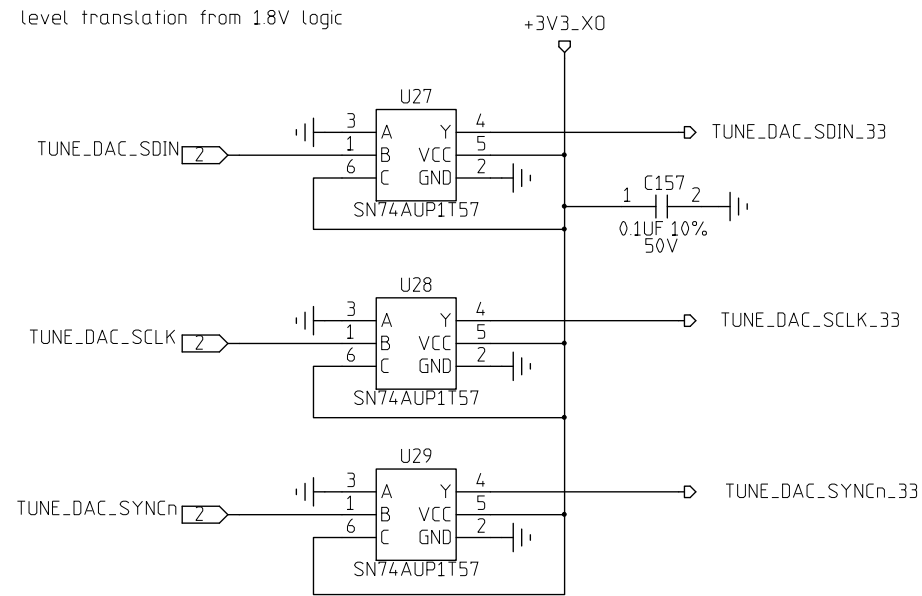 level translation from 1.8V logic
+3V3_XO
U27
3 A Y 4
TUNE_DAC_SDIN 2 1 B VCC 5
6 C GND 2
SN74AUP1T57
TUNE_DAC_SDIN_33
1 C157 2
0.1UF 10%
50V
U28
3 A Y 4
TUNE_DAC_SCLK 2 1 B VCC 5
6 C GND 2
SN74AUP1T57
TUNE_DAC_SCLK_33
U29
3 A Y 4
TUNE_DAC_SYNCn 2 1 B VCC 5
6 C GND 2
SN74AUP1T57
TUNE_DAC_SYNCn_33